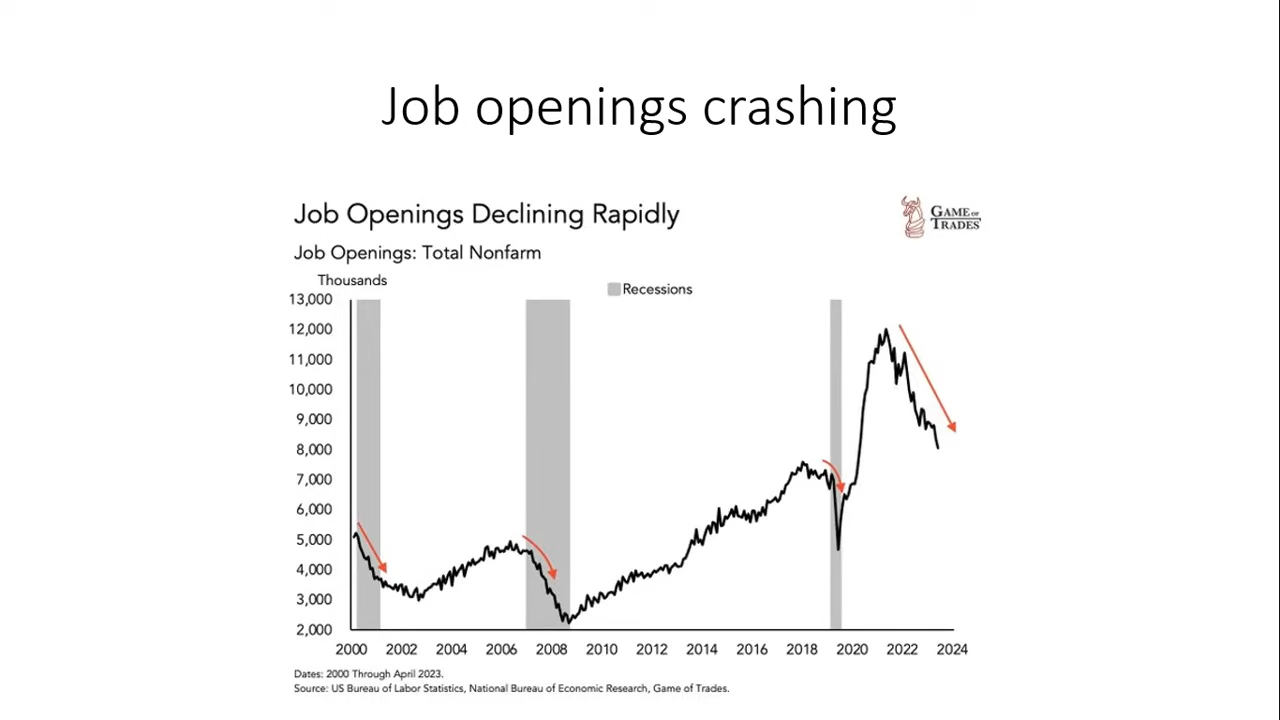 Job openings crashing
Job Openings Declining Rapidly
GAME OF
TRADES
Job Openings: Total Nonfarm
Thousands
Recessions
13,000
12,000
11,000
10,000
9,000
8,000
7,000
6,000
5,000
4,000
3,000
2,000
2000 2002 2004 2006 2008 2010 2012 2014 2016 2018 2020 2022 2024
Dates: 2000 Through April 2023.
Source: US Bureau of Labor Statistics, National Bureau of Economic Research, Game of Trades.